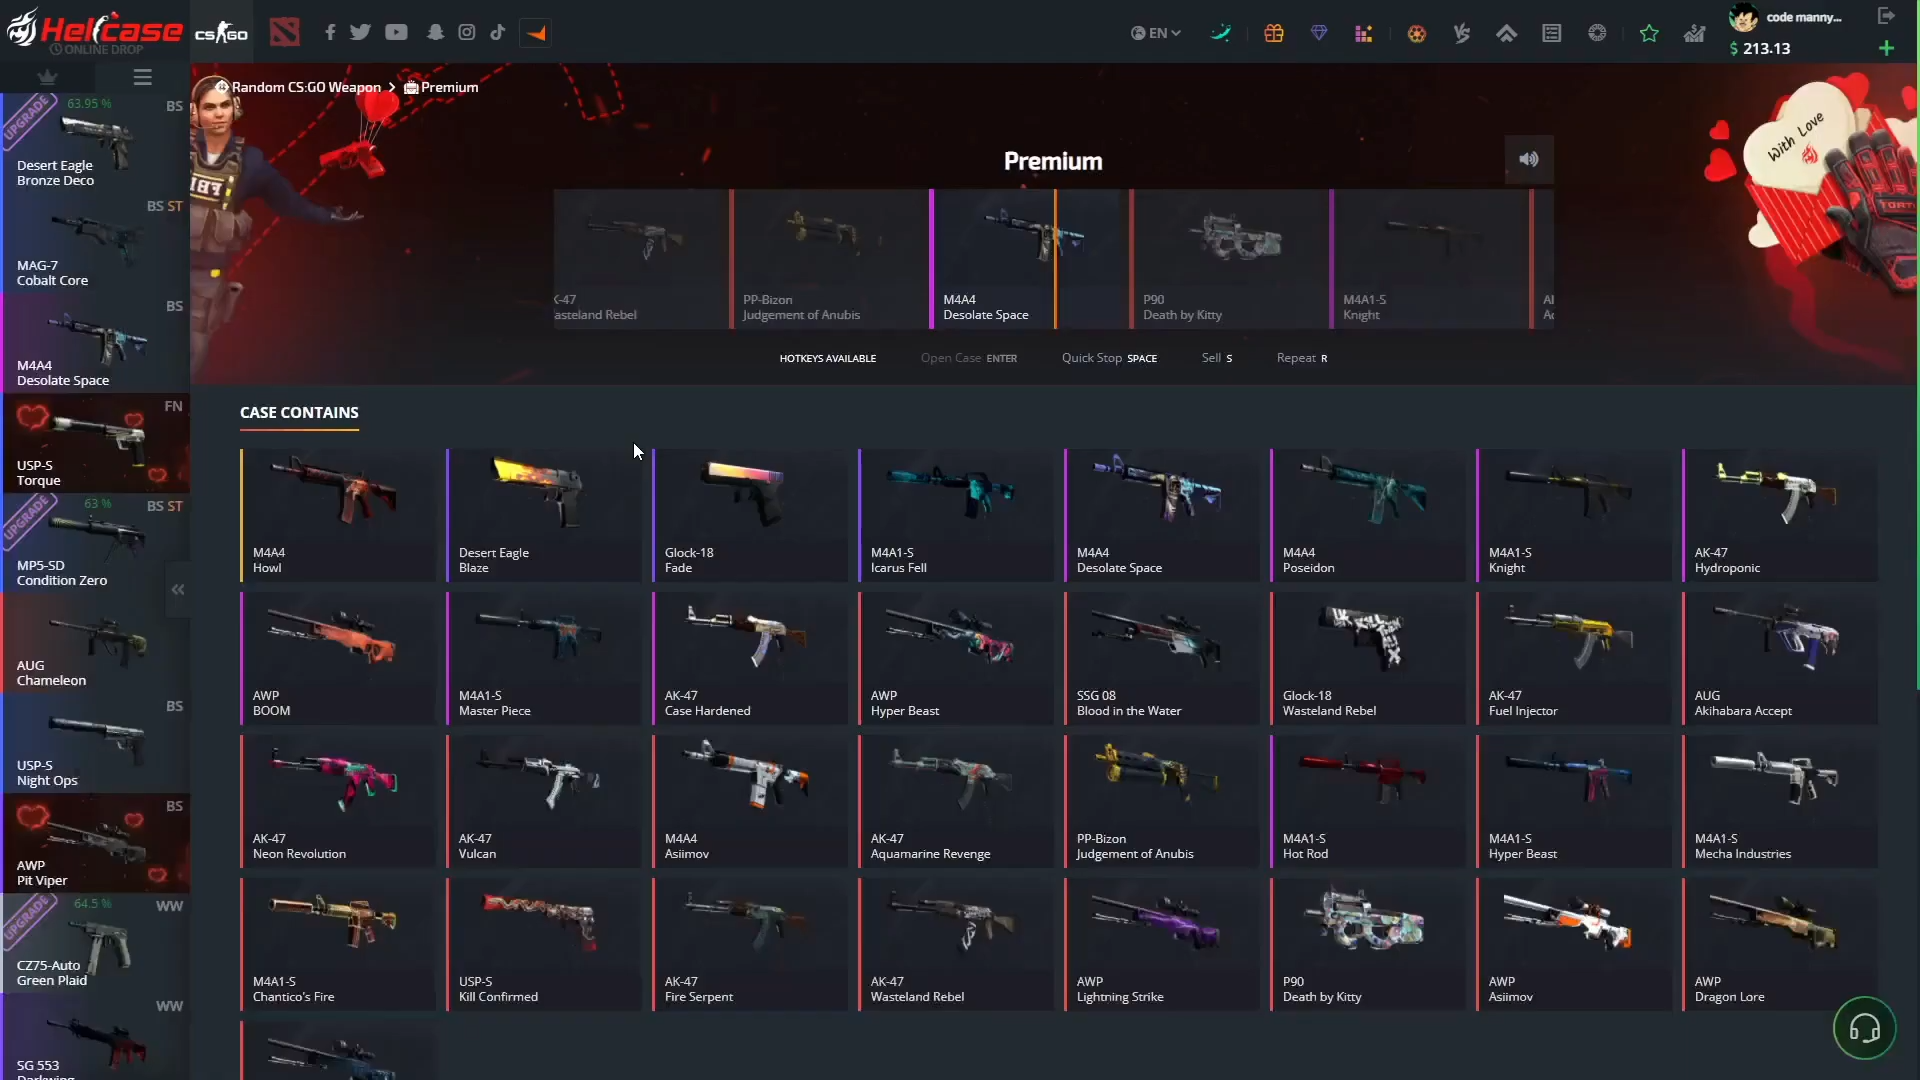 HellCase
ONLINE DROP
CS GO
EN
code manny...
$ 213.13
Random CS:GO Weapon > Premium
With Love
FBI
Premium
K-47
asteland Rebel
PP-Bizon
Judgement of Anubis
M4A4
Desolate Space
P90
Death by Kitty
M4A1-S
Knight
HOTKEYS AVAILABLE
Open Case ENTER
Quick Stop SPACE
Sell S
Repeat R
UPGRADE
63.95 %
BS
Desert Eagle
Bronze Deco
BS ST
MAG-7
Cobalt Core
BS
M4A4
Desolate Space
FN
USP-S
Torque
UPGRADE
63 %
BS ST
MP5-SD
Condition Zero
AUG
Chameleon
BS
USP-S
Night Ops
BS
AWP
Pit Viper
UPGRADE
64.5 %
WW
CZ75-Auto
Green Plaid
WW
SG 553
CASE CONTAINS
M4A4
Howl
Desert Eagle
Blaze
Glock-18
Fade
M4A1-S
Icarus Fell
M4A4
Desolate Space
M4A4
Poseidon
M4A1-S
Knight
AK-47
Hydroponic
AWP
BOOM
M4A1-S
Master Piece
AK-47
Case Hardened
AWP
Hyper Beast
SSG 08
Blood in the Water
Glock-18
Wasteland Rebel
AK-47
Fuel Injector
AUG
Akihabara Accept
AK-47
Neon Revolution
AK-47
Vulcan
M4A4
Asiimov
AK-47
Aquamarine Revenge
PP-Bizon
Judgement of Anubis
M4A1-S
Hot Rod
M4A1-S
Hyper Beast
M4A1-S
Mecha Industries
M4A1-S
Chantico's Fire
USP-S
Kill Confirmed
AK-47
Fire Serpent
AK-47
Wasteland Rebel
AWP
Lightning Strike
P90
Death by Kitty
AWP
Asiimov
AWP
Dragon Lore